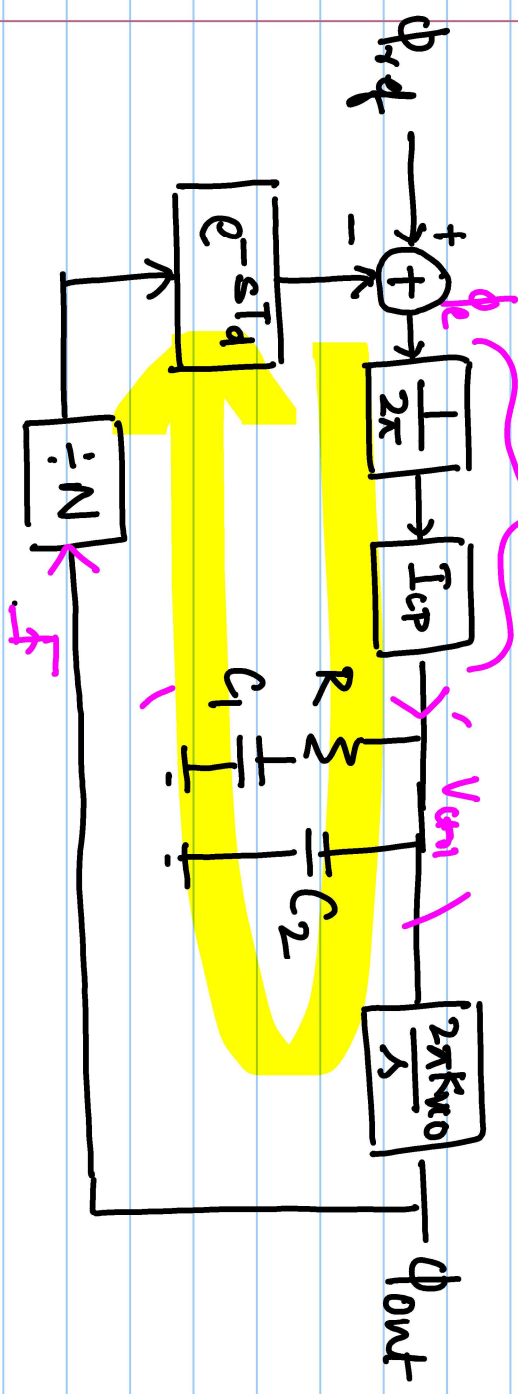 ϕref
+
-
+
ϕe
1/2π
Icp
Vctrl
2πKvco/s
ϕout
R
C1
C2
e^-sTd
÷N